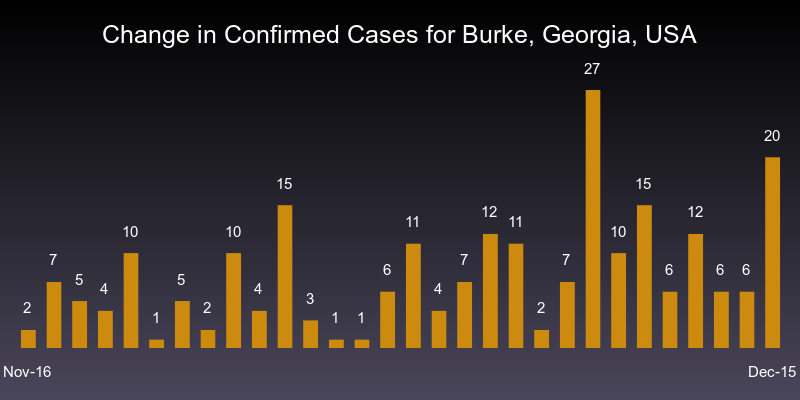 Change in Confirmed Cases for Burke, Georgia, USA
2 7 5 4 10 1 5 2 10 4 15 3 1 1 6 11 4 7 12 11 2 7 27 10 15 6 12 6 6 20
Nov-16 Dec-15